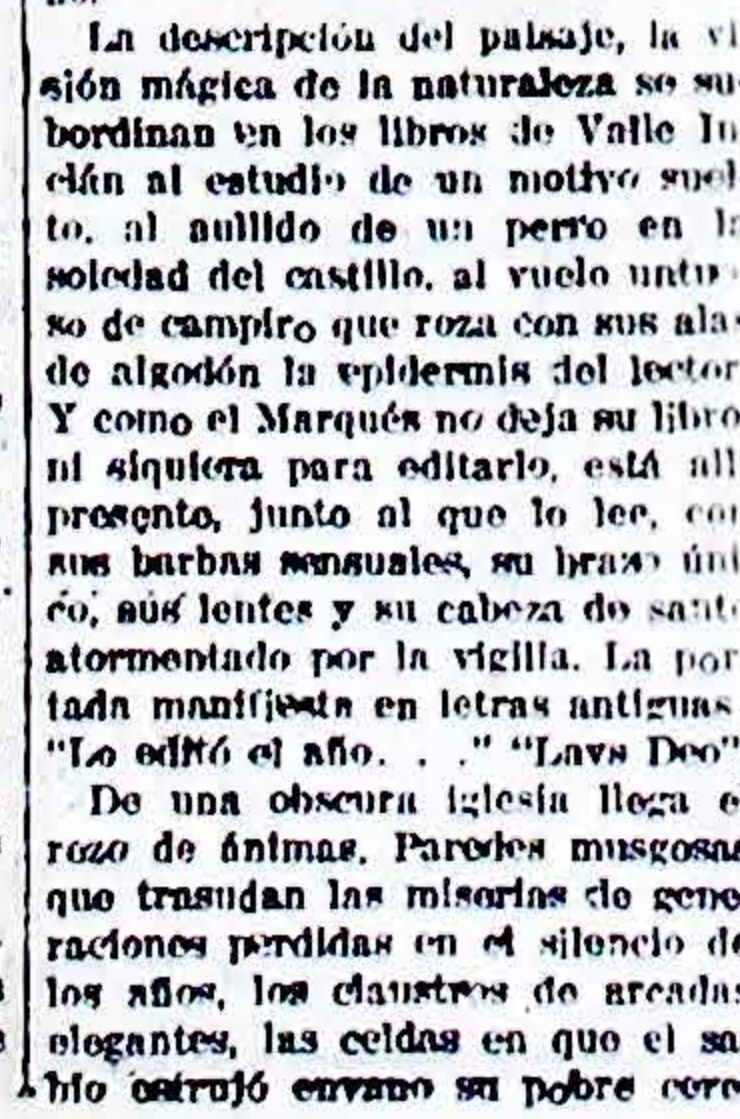 La descripción del paisaje, la vi
sión mágica de la naturaleza se su
bordinan en los libros de Valle In
clán al estudio de un motivo suel
to, al aullido de un perro en la
soledad del castillo, al vuelo untuo
so de campiro que roza con sus alas
de algodón la epidermis del lector
Y como el Marqués no deja su libro
ni siquiera para editarlo, está allí
presente, junto al que lo lee, con
sus barbas sensuales, su brazo úni
co, sus lentes y su cabeza de santo
atormentado por la vigilia. La por
tada manifiesta en letras antiguas
"Lo editó el año. . ." "Lavs Deo"
De una obscura iglesia llega el
rozo de ánimas. Paredes musgosas
que trasudan las miserias de gene
raciones perdidas en el silencio de
los años, los claustros de arcadas
elegantes, las celdas en que el sa
bio estrujó envano su pobre cere